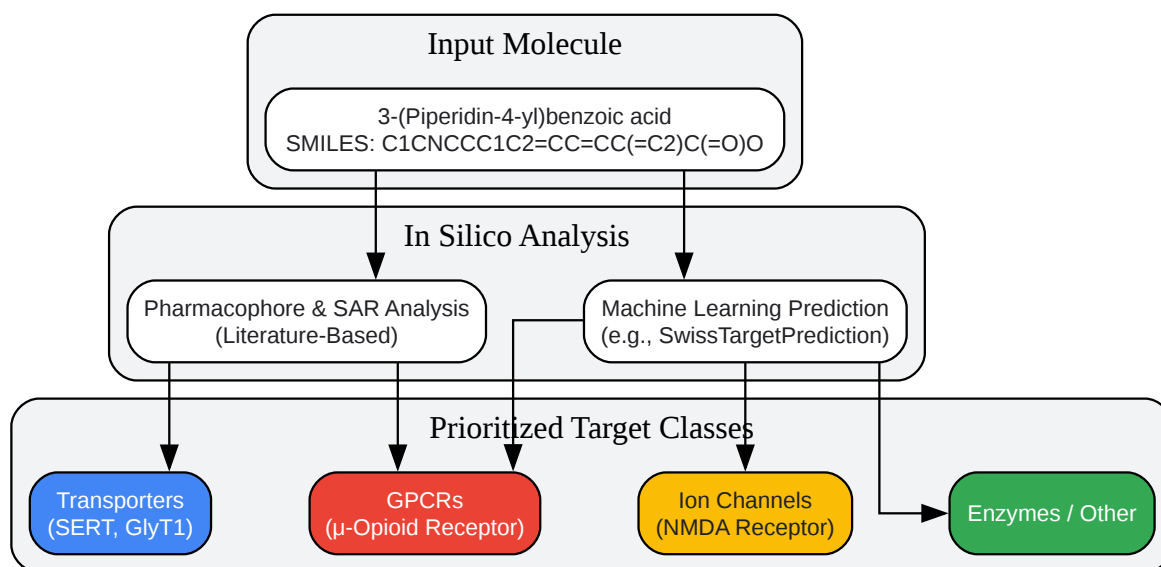 Input Molecule
3-(Piperidin-4-yl)benzoic acid
SMILES: C1CNCCC1C2=CC=CC(=C2)C(=O)O
In Silico Analysis
Pharmacophore & SAR Analysis
(Literature-Based)
Machine Learning Prediction
(e.g., SwissTargetPrediction)
Prioritized Target Classes
Transporters
(SERT, GlyT1)
GPCRs
(μ-Opioid Receptor)
Ion Channels
(NMDA Receptor)
Enzymes / Other